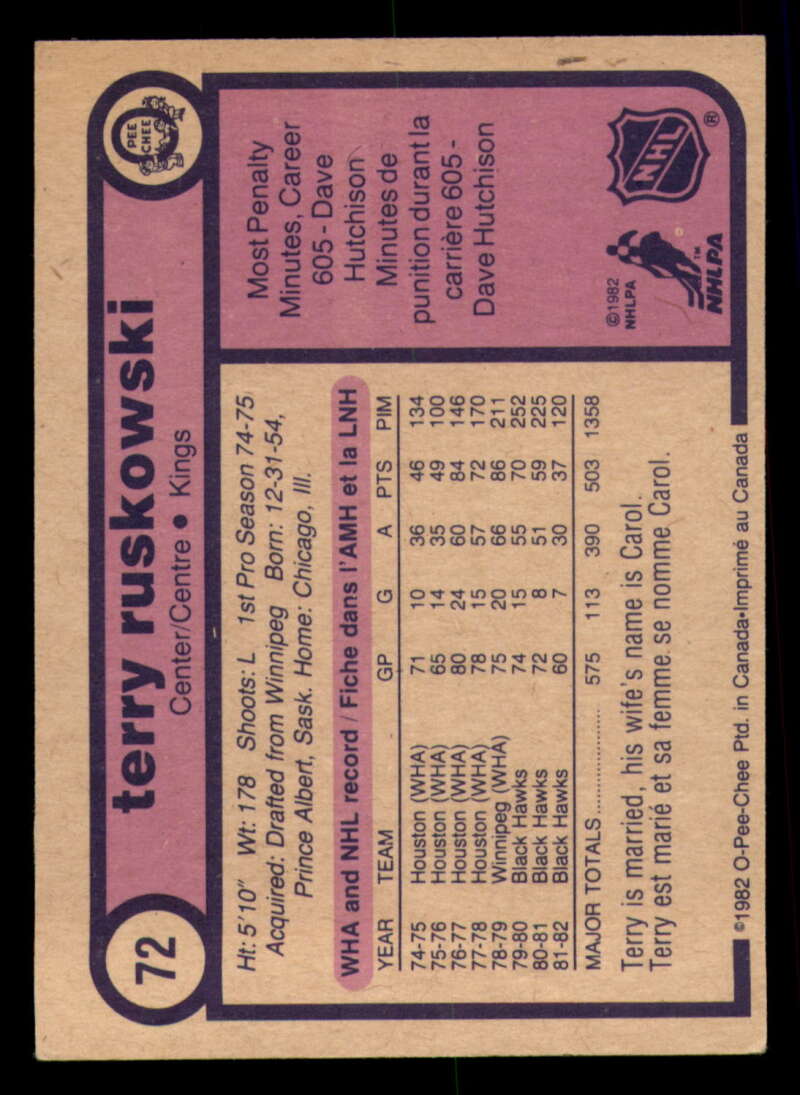 72
terry ruskowski
Center/Centre • Kings
PEE
CHEE
Ht: 5'10" Wt: 178 Shoots: L 1st Pro Season 74-75
Acquired: Drafted from Winnipeg Born: 12-31-54,
Prince Albert, Sask. Home: Chicago, Ill.
WHA and NHL record / Fiche dans l'AMH et la LNH
YEAR TEAM GP G A PTS PIM
74-75 Houston (WHA) 71 10 36 46 134
75-76 Houston (WHA) 65 14 35 49 100
76-77 Houston (WHA) 80 24 60 84 146
77-78 Houston (WHA) 78 15 57 72 170
78-79 Winnipeg (WHA) 75 20 66 86 211
79-80 Black Hawks 74 15 55 70 252
80-81 Black Hawks 72 8 51 59 225
81-82 Black Hawks 60 7 30 37 120
MAJOR TOTALS.................. 575 113 390 503 1358
Terry is married, his wife's name is Carol.
Terry est marié et sa femme se nomme Carol.
Most Penalty
Minutes, Career
605 - Dave
Hutchison
Minutes de
punition durant la
carrière 605 -
Dave Hutchison
©1982
NHLPA
NHLPA™
NHL®
©1982 O-Pee-Chee Ptd. in Canada•Imprimé au Canada